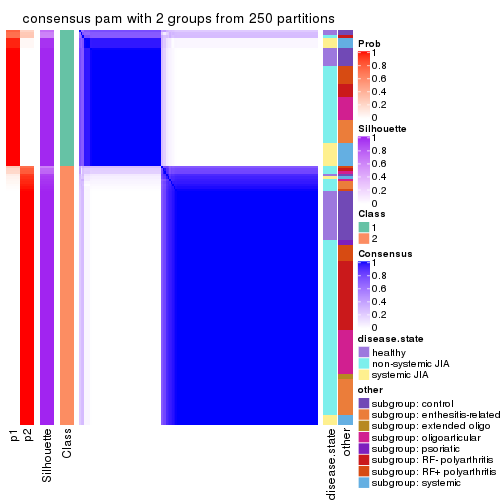 consensus pam with 2 groups from 250 partitions
Prob
1
0.8
0.6
0.4
0.2
0
Silhouette
1
0.8
0.6
0.4
0.2
0
Class
1
2
Consensus
1
0.8
0.6
0.4
0.2
0
disease.state
healthy
non-systemic JIA
systemic JIA
other
subgroup: control
subgroup: enthesitis-related
subgroup: extended oligo
subgroup: oligoarticular
subgroup: psoriatic
subgroup: RF- polyarthritis
subgroup: RF+ polyarthritis
subgroup: systemic
p1
p2
Silhouette
Class
disease.state
other